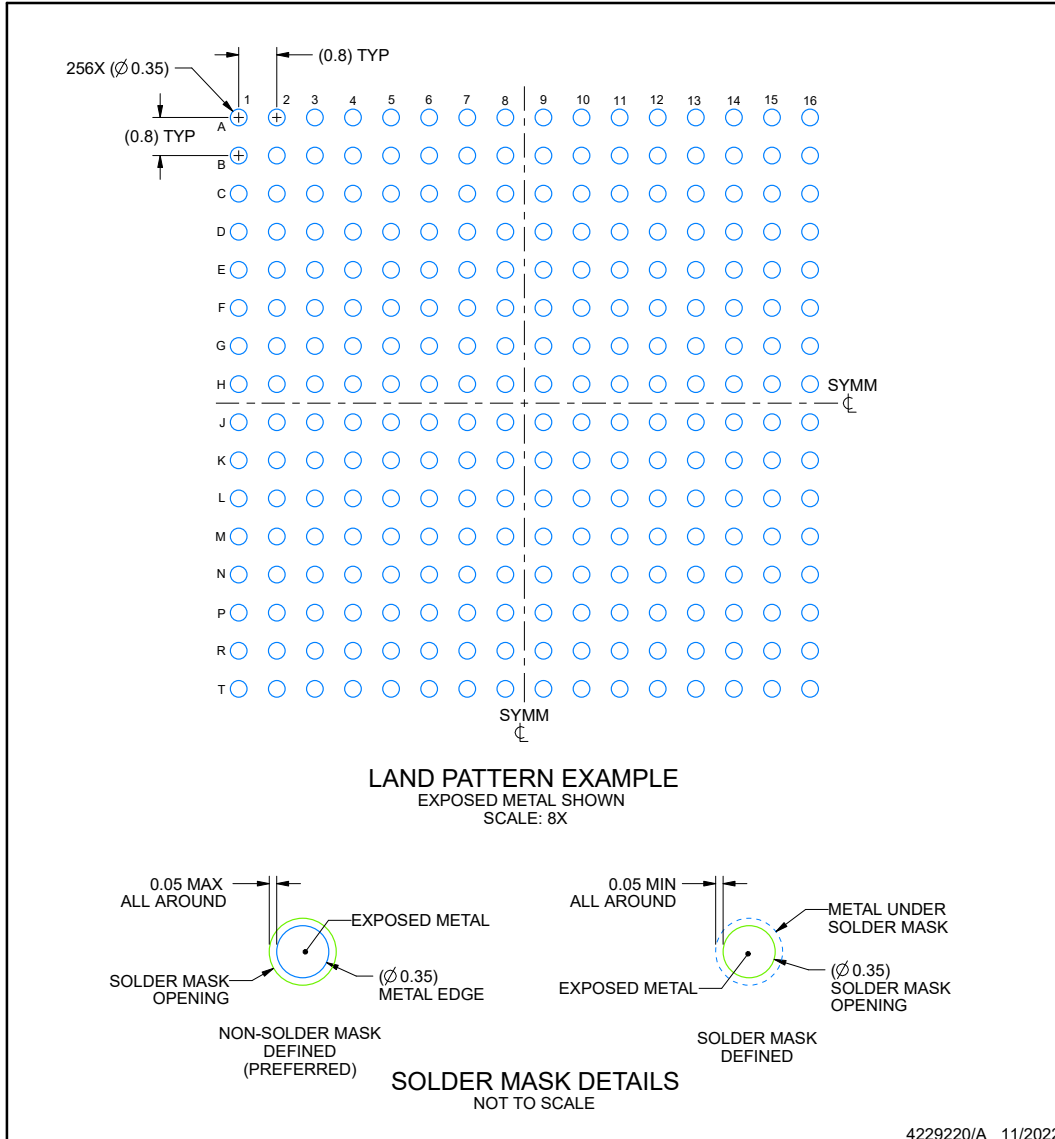 (0.8) TYP
256X (Ø 0.35)
1 2 3 4 5 6 7 8 9 10 11 12 13 14 15 16
A
(0.8) TYP
B
C
D
E
F
G
H
SYMM
℄
J
K
L
M
N
P
R
T
SYMM
℄
LAND PATTERN EXAMPLE
EXPOSED METAL SHOWN
SCALE: 8X
0.05 MAX
ALL AROUND
EXPOSED METAL
(Ø 0.35)
METAL EDGE
SOLDER MASK
OPENING
NON-SOLDER MASK
DEFINED
(PREFERRED)
0.05 MIN
ALL AROUND
METAL UNDER
SOLDER MASK
(Ø 0.35)
SOLDER MASK
OPENING
EXPOSED METAL
SOLDER MASK
DEFINED
SOLDER MASK DETAILS
NOT TO SCALE
4229220/A 11/2022